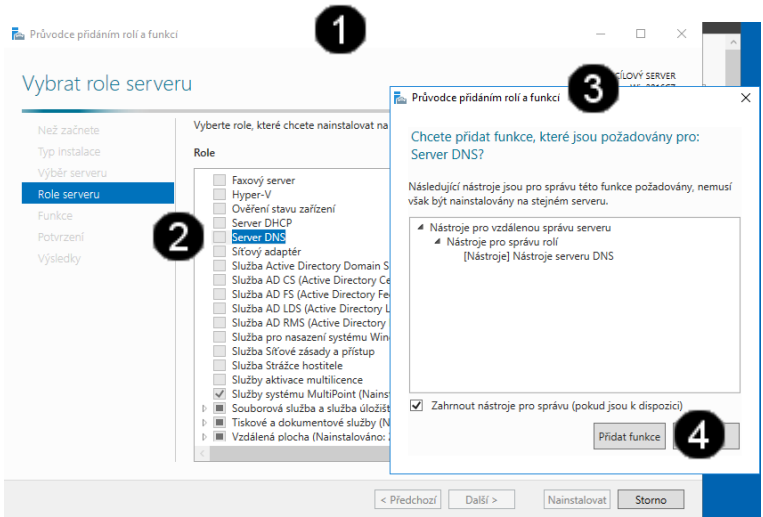 1
Průvodce přidáním rolí a funkcí
Vybrat role serveru
CÍLOVÝ SERVER
Než začnete
Typ instalace
Výběr serveru
Role serveru
Funkce
Potvrzení
Výsledky
Vyberte role, které chcete nainstalovat na
Role
2
Faxový server
Hyper-V
Ověření stavu zařízení
Server DHCP
Server DNS
Síťový adaptér
Služba Active Directory Domain S
Služba AD CS (Active Directory Ce
Služba AD FS (Active Directory Fe
Služba AD LDS (Active Directory L
Služba AD RMS (Active Directory
Služba pro nasazení systému Win
Služba Síťové zásady a přístup
Služba Strážce hostitele
Služby aktivace multilicence
Služby systému MultiPoint (Nains
Souborová služba a služba úložišt
Tiskové a dokumentové služby (N
Vzdálená plocha (Nainstalováno:
3
Průvodce přidáním rolí a funkcí
Chcete přidat funkce, které jsou požadovány pro:
Server DNS?
Následující nástroje jsou pro správu této funkce požadovány, nemusí
však být nainstalovány na stejném serveru.
Nástroje pro vzdálenou správu serveru
Nástroje pro správu rolí
[Nástroje] Nástroje serveru DNS
Zahrnout nástroje pro správu (pokud jsou k dispozici)
Přidat funkce
4
< Předchozí
Další >
Nainstalovat
Storno